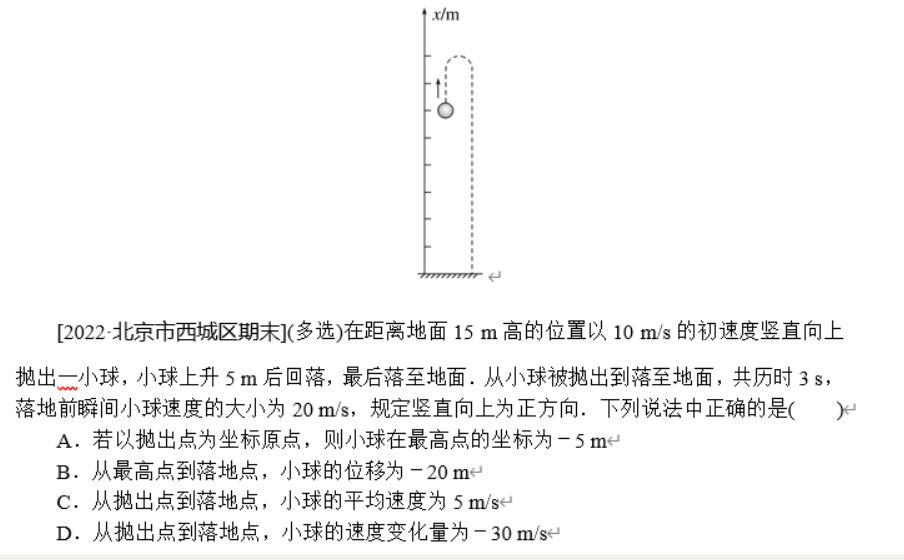 x/m
[2022·北京市西城区期末](多选)在距离地面 15 m 高的位置以 10 m/s 的初速度竖直向上
抛出一小球，小球上升 5 m 后回落，最后落至地面．从小球被抛出到落至地面，共历时 3 s，
落地前瞬间小球速度的大小为 20 m/s，规定竖直向上为正方向．下列说法中正确的是(　　)
A．若以抛出点为坐标原点，则小球在最高点的坐标为－5 m
B．从最高点到落地点，小球的位移为－20 m
C．从抛出点到落地点，小球的平均速度为 5 m/s
D．从抛出点到落地点，小球的速度变化量为－30 m/s